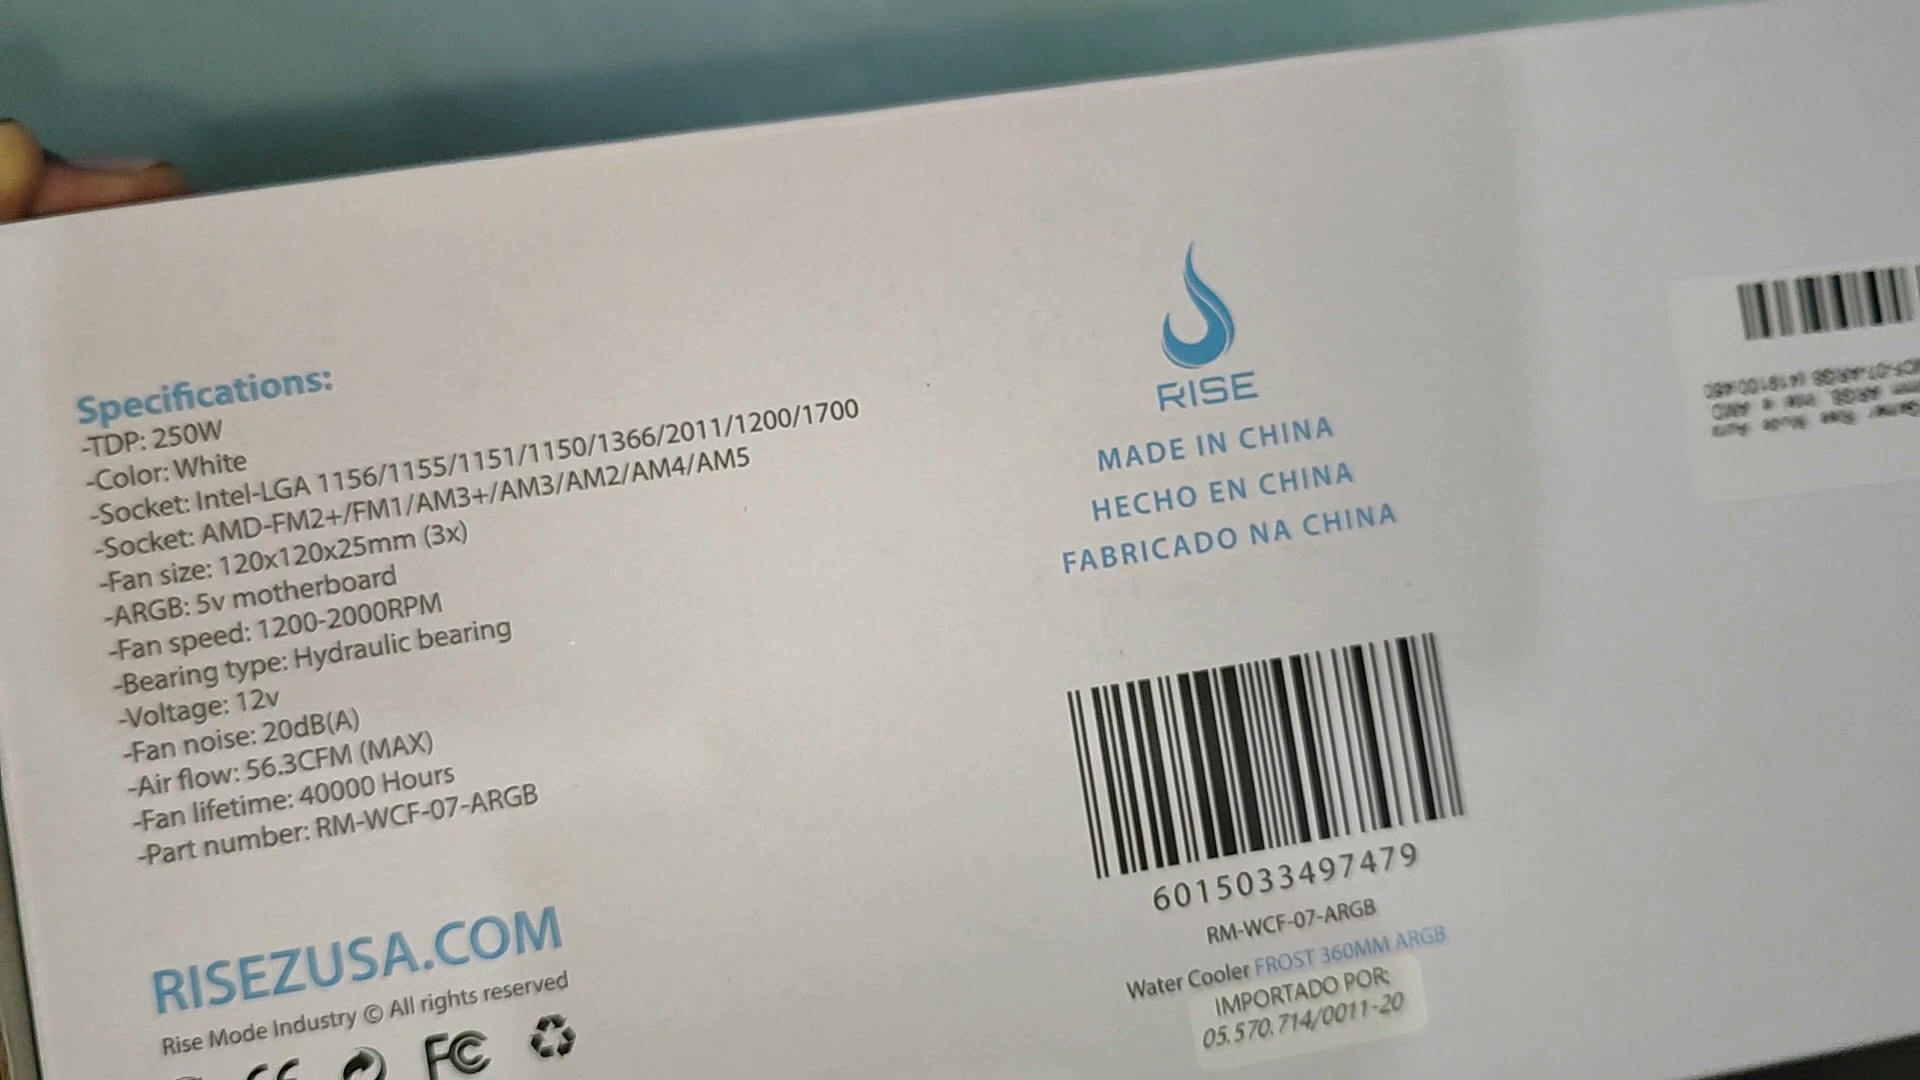 Specifications:
-TDP: 250W
-Color: White
-Socket: Intel-LGA 1156/1155/1151/1150/1366/2011/1200/1700
-Socket: AMD-FM2+/FM1/AM3+/AM3/AM2/AM4/AM5
-Fan size: 120x120x25mm (3x)
-ARGB: 5v motherboard
-Fan speed: 1200-2000RPM
-Bearing type: Hydraulic bearing
-Voltage: 12v
-Fan noise: 20dB(A)
-Air flow: 56.3CFM (MAX)
-Fan lifetime: 40000 Hours
-Part number: RM-WCF-07-ARGB
RISEZUSA.COM
Rise Mode Industry © All rights reserved
FC
RISE
MADE IN CHINA
HECHO EN CHINA
FABRICADO NA CHINA
6015033497479
RM-WCF-07-ARGB
Water Cooler FROST 360MM ARGB
IMPORTADO POR:
05.570.714/0011-20